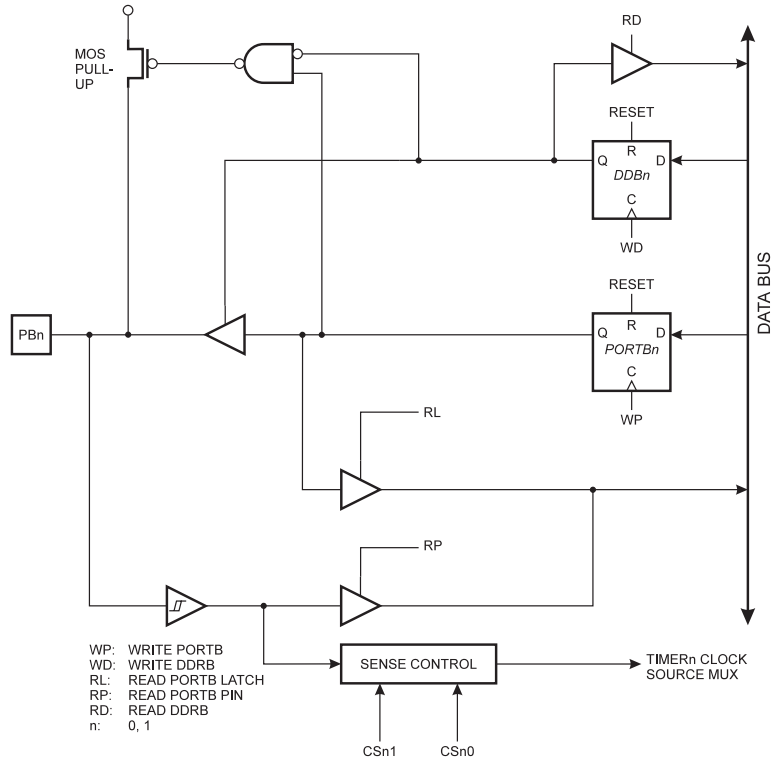 RD
MOS
PULL-
UP
RESET
R
Q
D
DDBn
C
WD
DATA BUS
RESET
R
PBn
Q
D
PORTBn
C
WP
RL
RP
WP: WRITE PORTB
WD: WRITE DDRB
RL: READ PORTB LATCH
RP: READ PORTB PIN
RD: READ DDRB
n: 0, 1
SENSE CONTROL
TIMERn CLOCK
SOURCE MUX
CSn1
CSn0